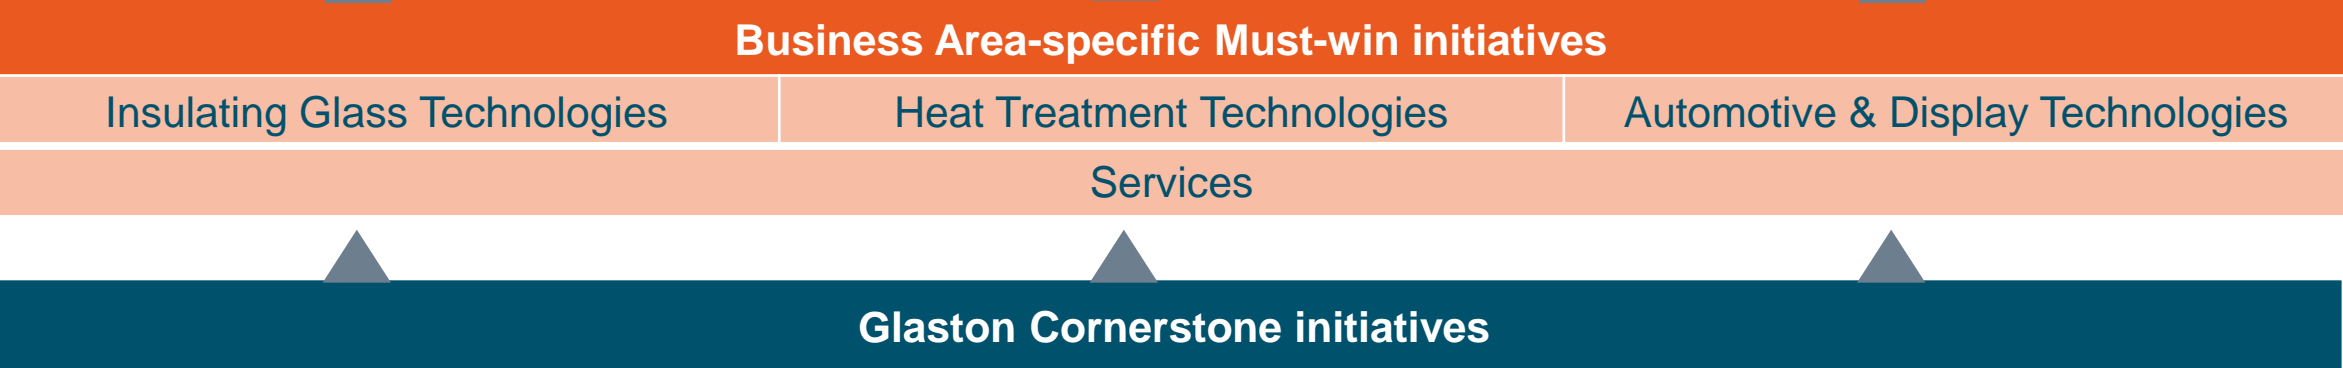 Business Area-specific Must-win initiatives
Insulating Glass Technologies
Heat Treatment Technologies
Automotive & Display Technologies
Services
Glaston Cornerstone initiatives